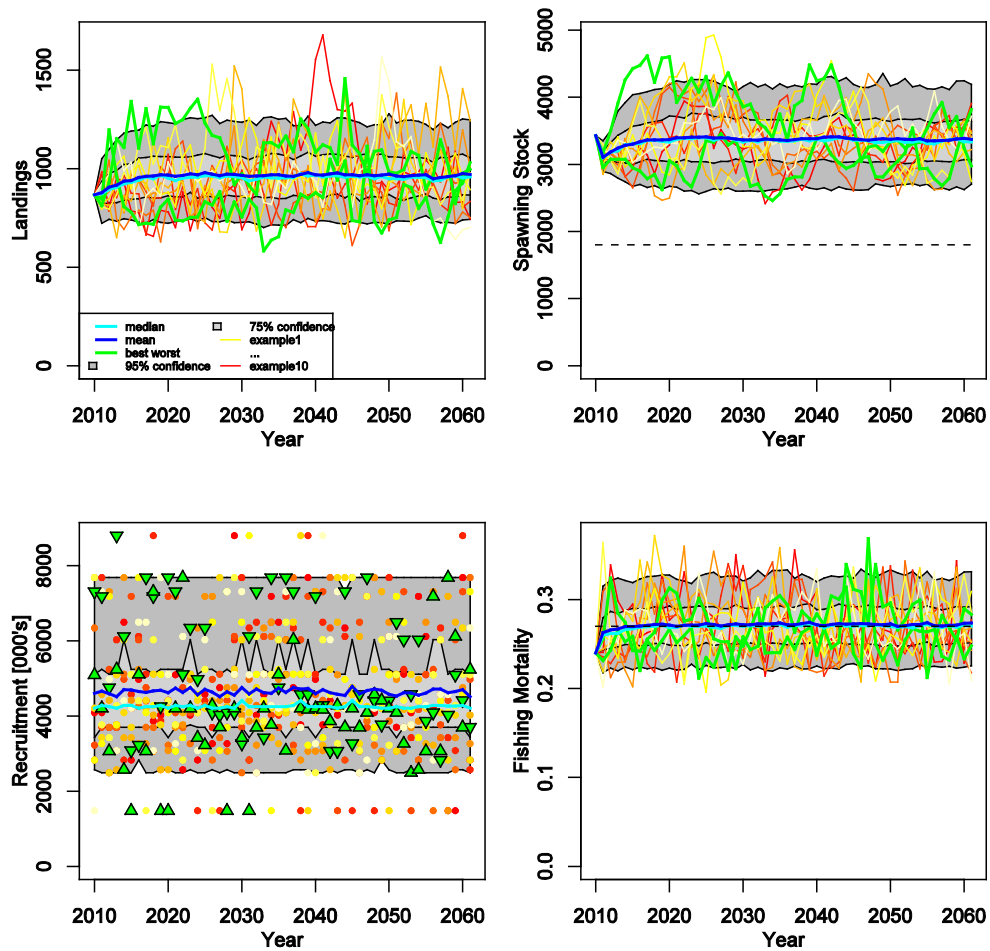 Landings
0
500
1000
1500
median
mean
best worst
95% confidence
75% confidence
example1
...
example10
2010 2020 2030 2040 2050 2060
Year
Spawning Stock
0
1000
2000
3000
4000
5000
2010 2020 2030 2040 2050 2060
Year
Recruitment [000's]
0
2000
4000
6000
8000
2010 2020 2030 2040 2050 2060
Year
Fishing Mortality
0.0
0.1
0.2
0.3
2010 2020 2030 2040 2050 2060
Year